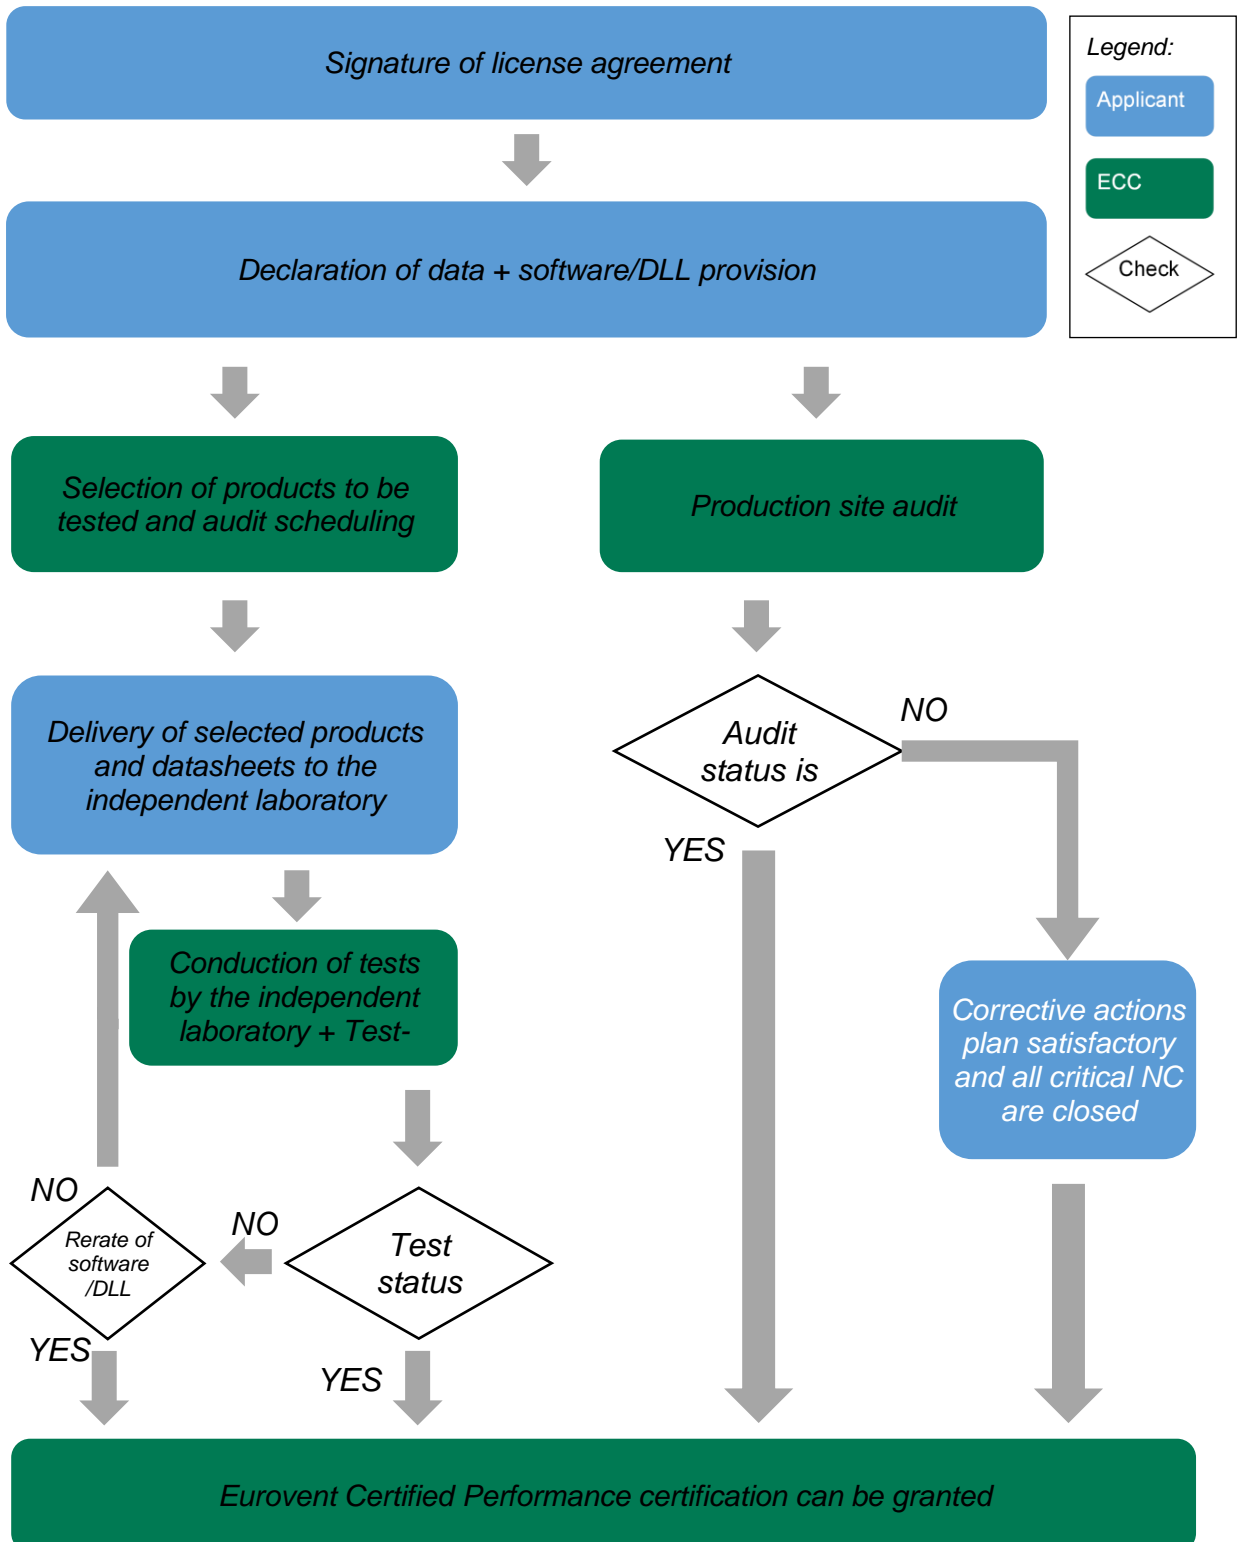 Signature of license agreement
Legend:
Applicant
ECC
Check
Declaration of data + software/DLL provision
Selection of products to be
tested and audit scheduling
Production site audit
Delivery of selected products
and datasheets to the
independent laboratory
Audit
status is
NO
YES
Conduction of tests
by the independent
laboratory + Test-
Corrective actions
plan satisfactory
and all critical NC
are closed
NO
Rerate of
software
/DLL
NO
Test
status
YES
YES
Eurovent Certified Performance certification can be granted